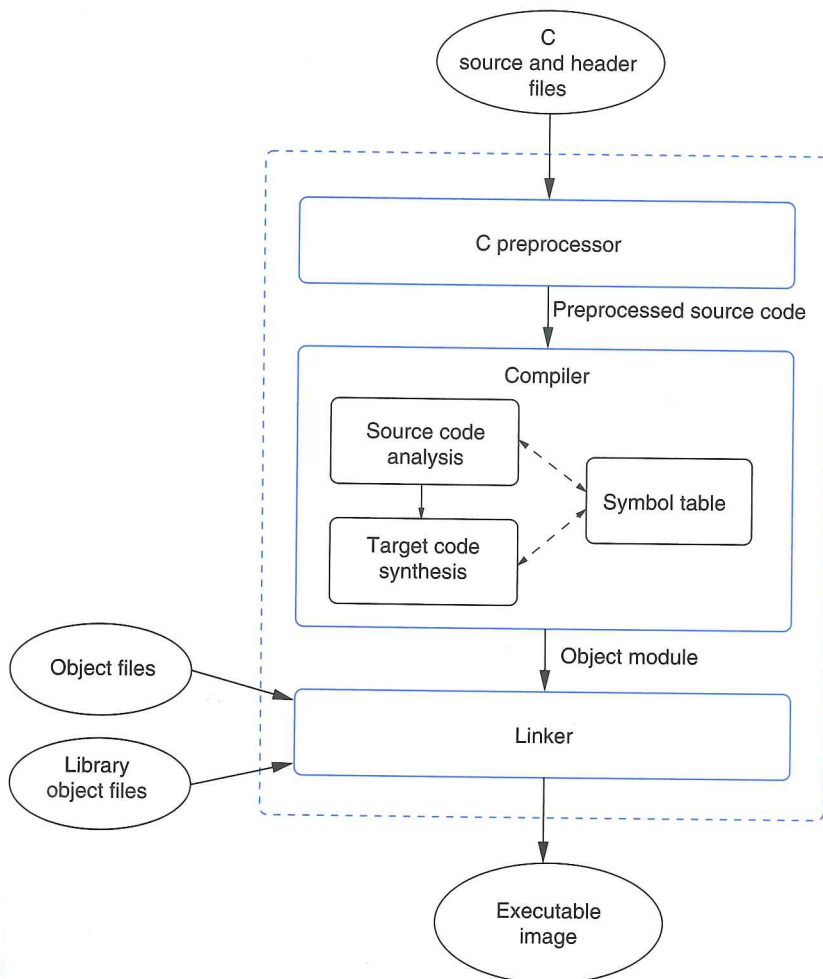 C
source and header
files
C preprocessor
Preprocessed source code
Compiler
Source code
analysis
Symbol table
Target code
synthesis
Object module
Object files
Linker
Library
object files
Executable
image